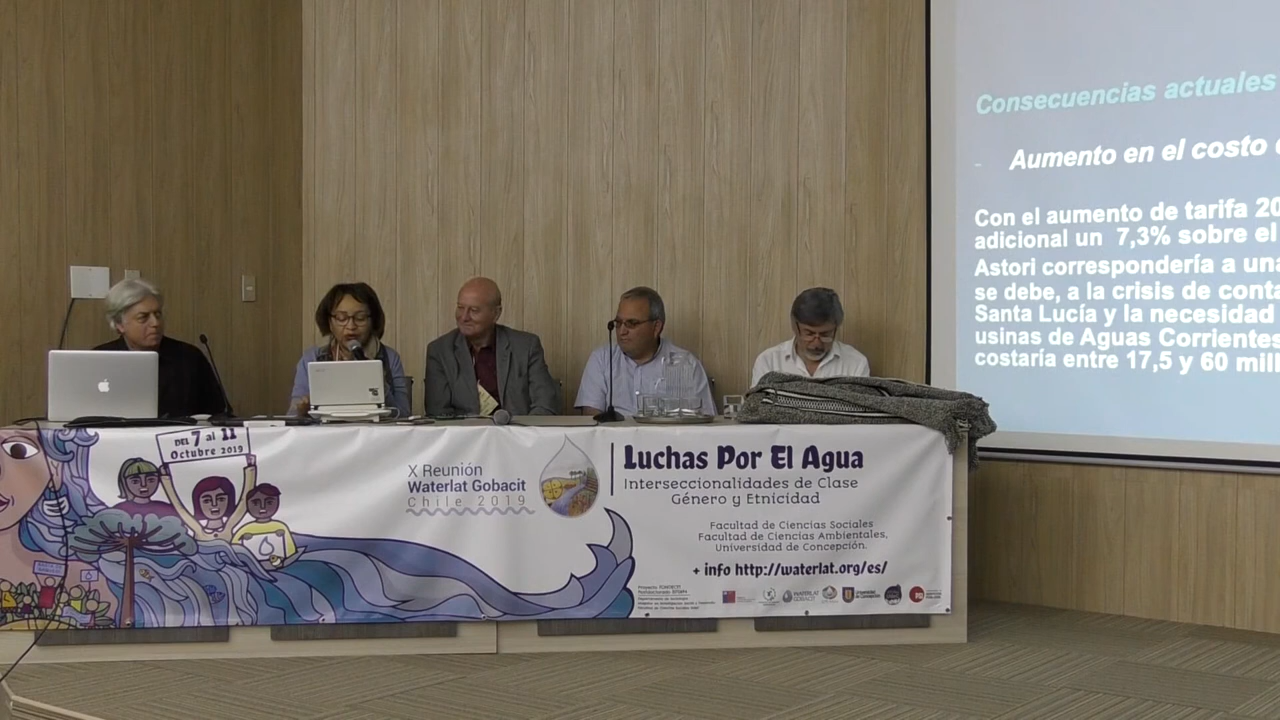 Consecuencias actuales
- Aumento en el costo
Con el aumento de tarifa 20
adicional un 7,3% sobre el
Astori correspondería a una
se debe, a la crisis de conta
Santa Lucía y la necesidad
usinas de Aguas Corrientes
costaría entre 17,5 y 60 mill
DEL 7 al 11
Octubre 2019
X Reunión
Waterlat Gobacit
Chile 2019
Luchas Por El Agua
Interseccionalidades de Clase
Género y Etnicidad
Facultad de Ciencias Sociales
Facultad de Ciencias Ambientales,
Universidad de Concepción.
+ info http://waterlat.org/es/
WATERLAT
GOBACIT